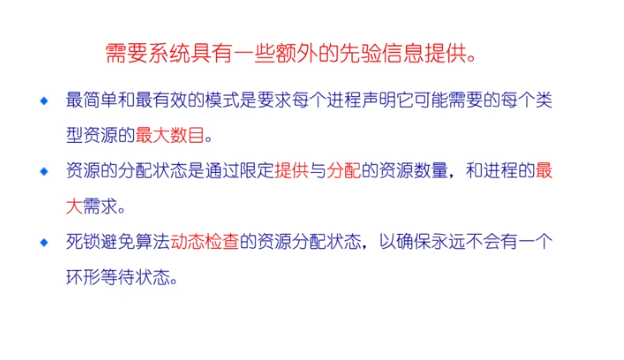 需要系统具有一些额外的先验信息提供。
最简单和最有效的模式是要求每个进程声明它可能需要的每个类
型资源的最大数目。
资源的分配状态是通过限定提供与分配的资源数量，和进程的最
大需求。
死锁避免算法动态检查的资源分配状态，以确保永远不会有一个
环形等待状态。